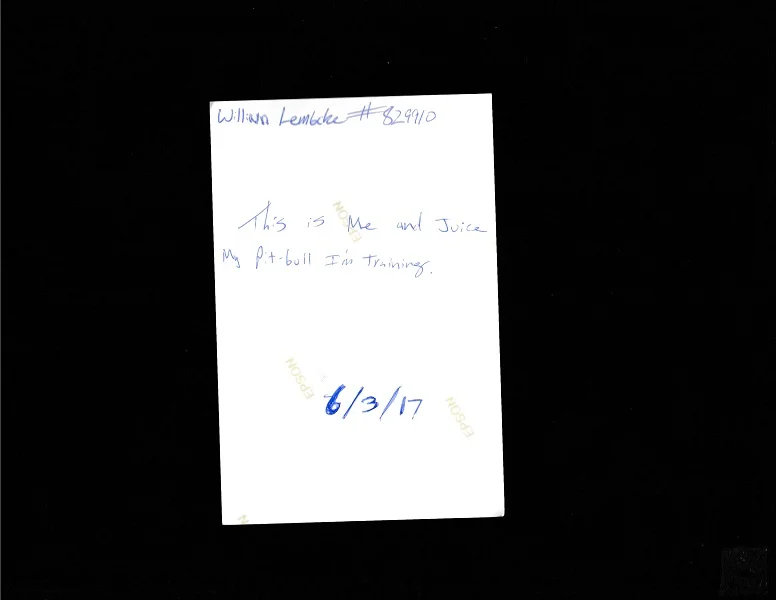 William Lembcke # 829910
This is Me and Juice
My Pit-bull I'm training.
6/3/17
EPSON
EPSON
EPSON